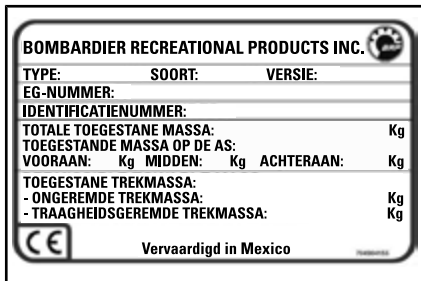 BOMBARDIER RECREATIONAL PRODUCTS INC.
TYPE: SOORT: VERSIE:
EG-NUMMER:
IDENTIFICATIENUMMER:
TOTALE TOEGESTANE MASSA: Kg
TOEGESTANDE MASSA OP DE AS:
VOORAAN: Kg MIDDEN: Kg ACHTERAAN: Kg
TOEGESTANE TREKMASSA:
- ONGEREMDE TREKMASSA: Kg
- TRAAGHEIDSGEREMDE TREKMASSA: Kg
CE Vervaardigd in Mexico